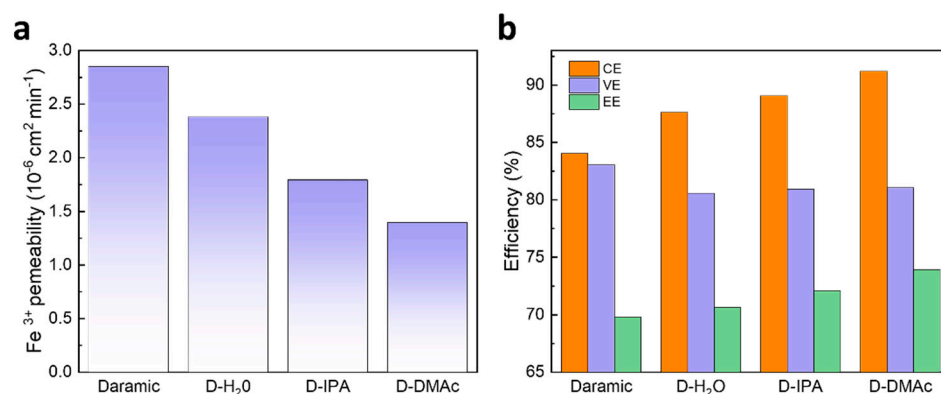 a
3.0
2.5
2.0
1.5
1.0
0.5
0.0
Fe 3+ pemeability (10-6 cm2 min-1)
Daramic
D-H20
D-IPA
D-DMAc
b
CE
VE
EE
90
85
80
75
70
65
Efficiency (%)
Daramic
D-H2O
D-IPA
D-DMAc